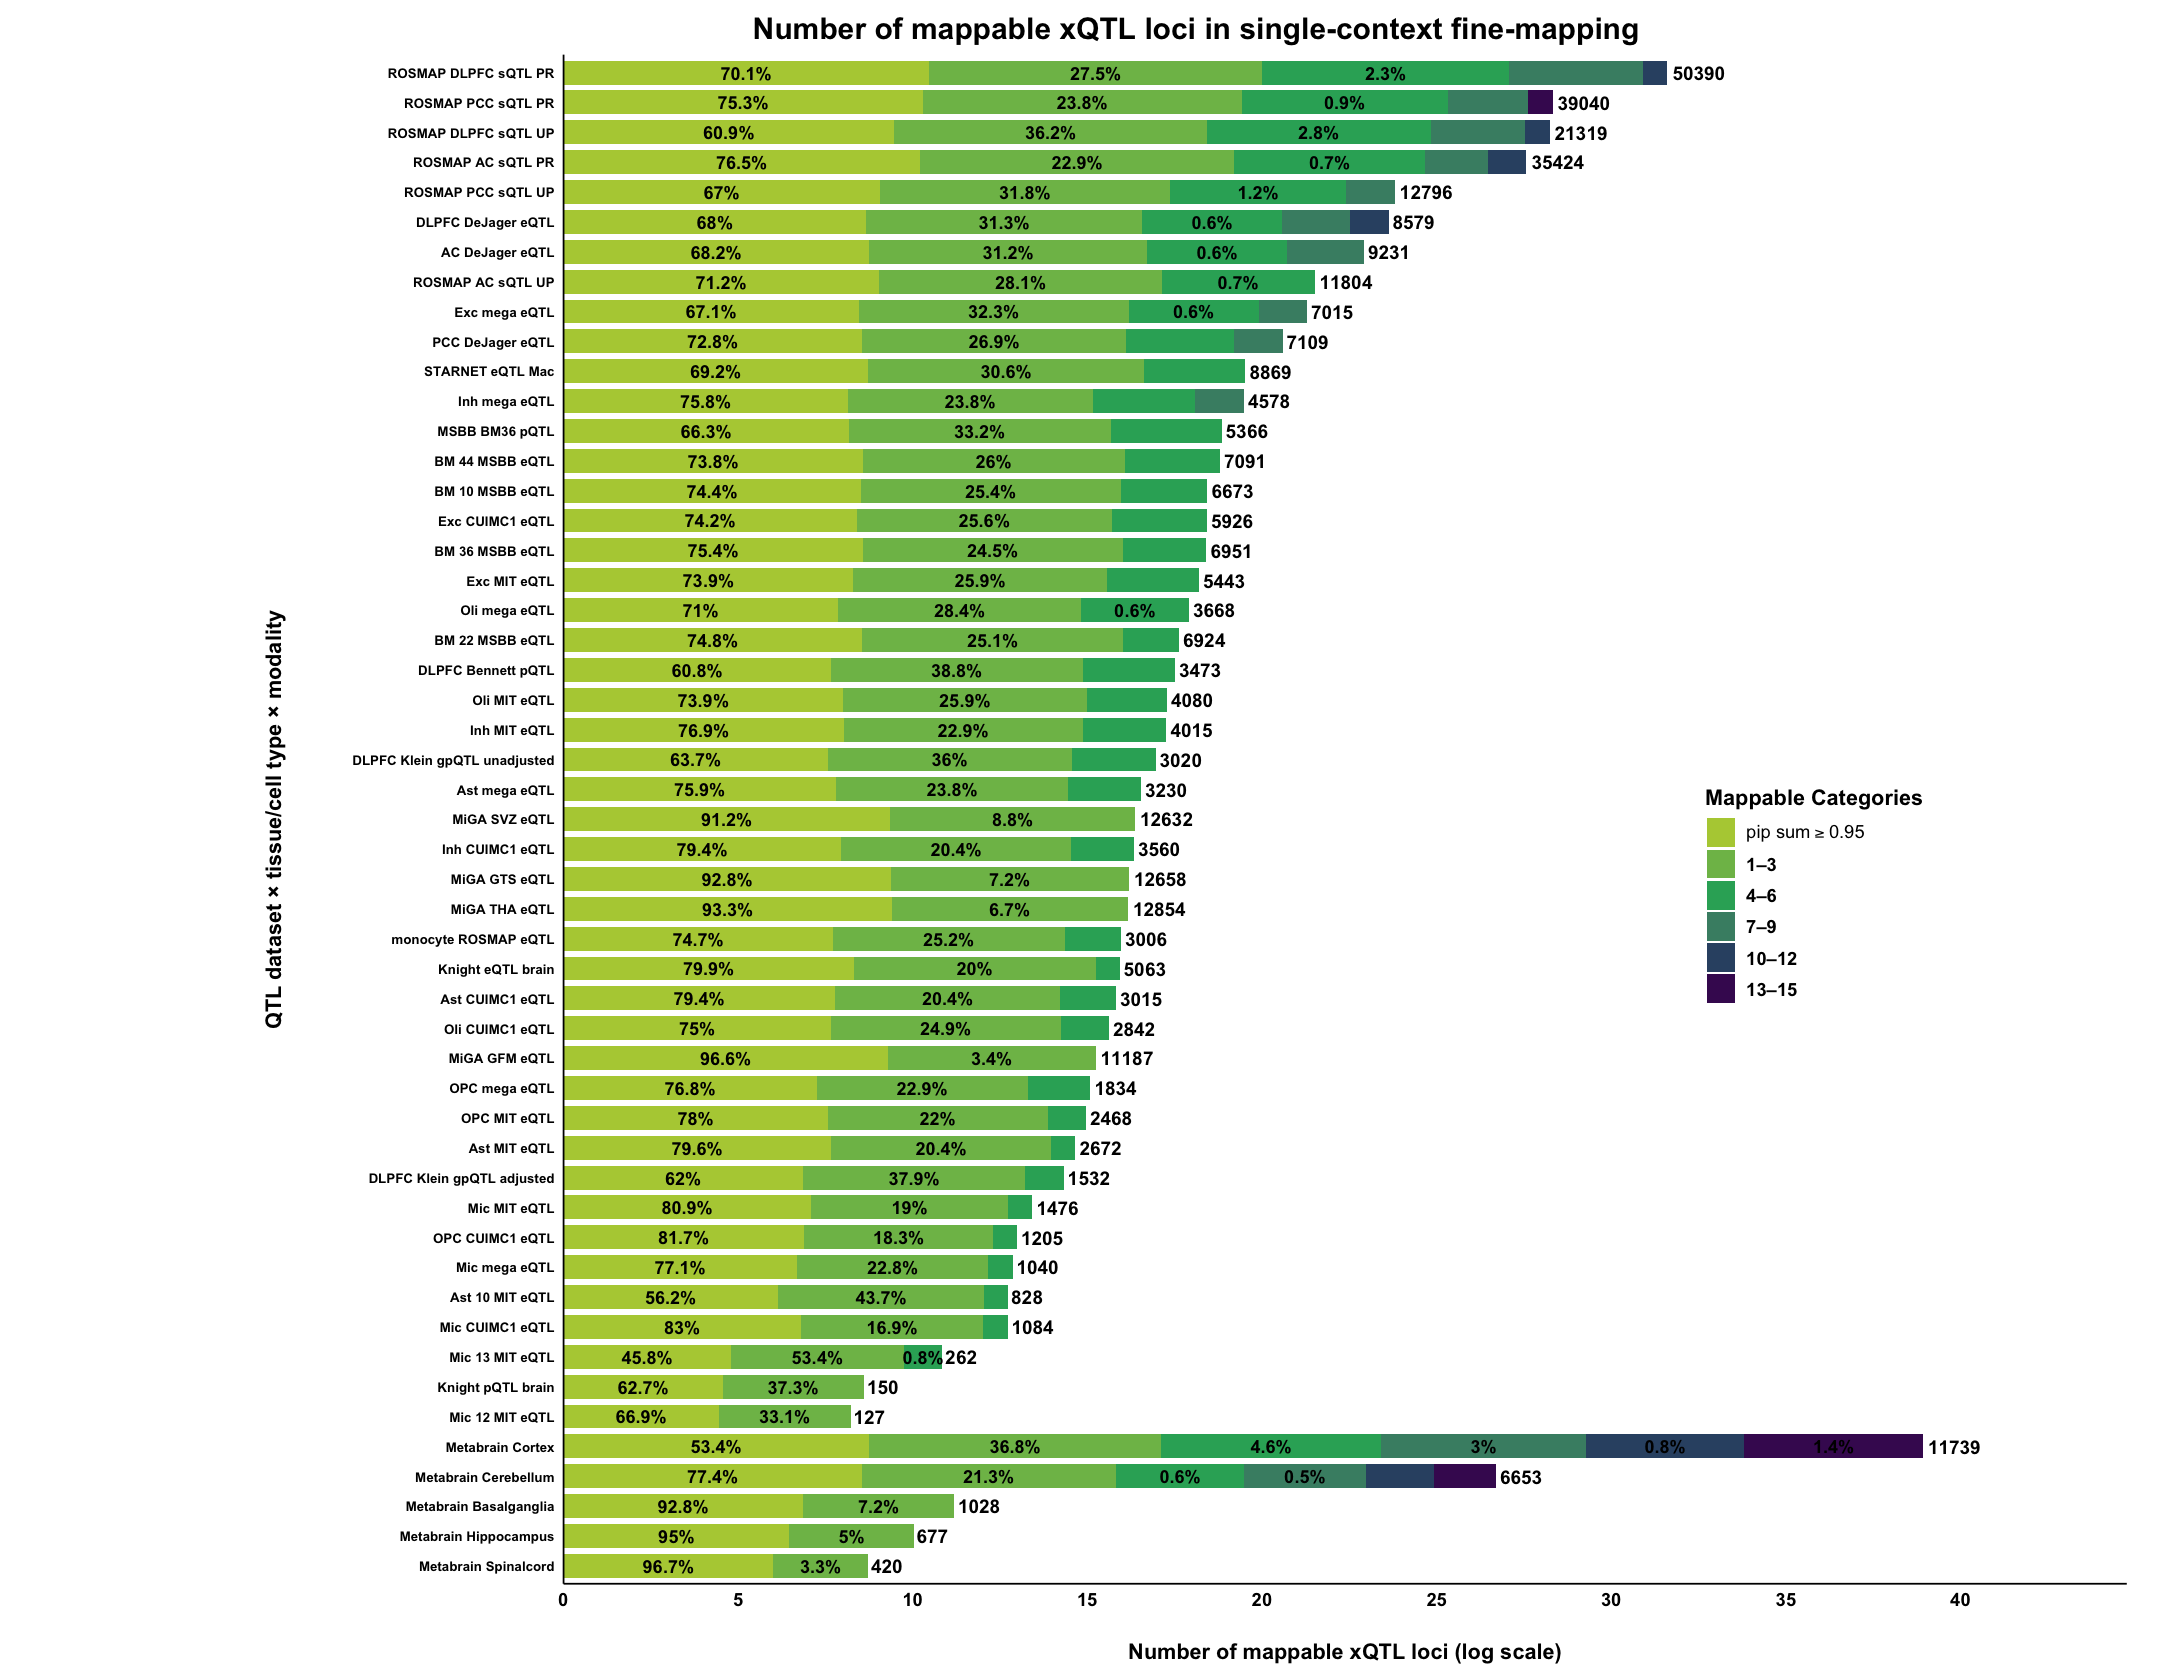 Number of mappable xQTL loci in single-context fine-mapping
ROSMAP DLPFC sQTL PR 70.1% 27.5% 2.3% 50390
ROSMAP PCC sQTL PR 75.3% 23.8% 0.9% 39040
ROSMAP DLPFC sQTL UP 60.9% 36.2% 2.8% 21319
ROSMAP AC sQTL PR 76.5% 22.9% 0.7% 35424
ROSMAP PCC sQTL UP 67% 31.8% 1.2% 12796
DLPFC DeJager eQTL 68% 31.3% 0.6% 8579
AC DeJager eQTL 68.2% 31.2% 0.6% 9231
ROSMAP AC sQTL UP 71.2% 28.1% 0.7% 11804
Exc mega eQTL 67.1% 32.3% 0.6% 7015
PCC DeJager eQTL 72.8% 26.9% 7109
STARNET eQTL Mac 69.2% 30.6% 8869
Inh mega eQTL 75.8% 23.8% 4578
MSBB BM36 pQTL 66.3% 33.2% 5366
BM 44 MSBB eQTL 73.8% 26% 7091
BM 10 MSBB eQTL 74.4% 25.4% 6673
Exc CUIMC1 eQTL 74.2% 25.6% 5926
BM 36 MSBB eQTL 75.4% 24.5% 6951
Exc MIT eQTL 73.9% 25.9% 5443
Oli mega eQTL 71% 28.4% 0.6% 3668
BM 22 MSBB eQTL 74.8% 25.1% 6924
DLPFC Bennett pQTL 60.8% 38.8% 3473
Oli MIT eQTL 73.9% 25.9% 4080
Inh MIT eQTL 76.9% 22.9% 4015
DLPFC Klein gpQTL unadjusted 63.7% 36% 3020
Ast mega eQTL 75.9% 23.8% 3230
MiGA SVZ eQTL 91.2% 8.8% 12632
Inh CUIMC1 eQTL 79.4% 20.4% 3560
MiGA GTS eQTL 92.8% 7.2% 12658
MiGA THA eQTL 93.3% 6.7% 12854
monocyte ROSMAP eQTL 74.7% 25.2% 3006
Knight eQTL brain 79.9% 20% 5063
Ast CUIMC1 eQTL 79.4% 20.4% 3015
Oli CUIMC1 eQTL 75% 24.9% 2842
MiGA GFM eQTL 96.6% 3.4% 11187
OPC mega eQTL 76.8% 22.9% 1834
OPC MIT eQTL 78% 22% 2468
Ast MIT eQTL 79.6% 20.4% 2672
DLPFC Klein gpQTL adjusted 62% 37.9% 1532
Mic MIT eQTL 80.9% 19% 1476
OPC CUIMC1 eQTL 81.7% 18.3% 1205
Mic mega eQTL 77.1% 22.8% 1040
Ast 10 MIT eQTL 56.2% 43.7% 828
Mic CUIMC1 eQTL 83% 16.9% 1084
Mic 13 MIT eQTL 45.8% 53.4% 0.8% 262
Knight pQTL brain 62.7% 37.3% 150
Mic 12 MIT eQTL 66.9% 33.1% 127
Metabrain Cortex 53.4% 36.8% 4.6% 3% 0.8% 1.4% 11739
Metabrain Cerebellum 77.4% 21.3% 0.6% 0.5% 6653
Metabrain Basalganglia 92.8% 7.2% 1028
Metabrain Hippocampus 95% 5% 677
Metabrain Spinalcord 96.7% 3.3% 420
0 5 10 15 20 25 30 35 40
Number of mappable xQTL loci (log scale)
QTL dataset × tissue/cell type × modality
Mappable Categories
pip sum ≥ 0.95
1–3
4–6
7–9
10–12
13–15